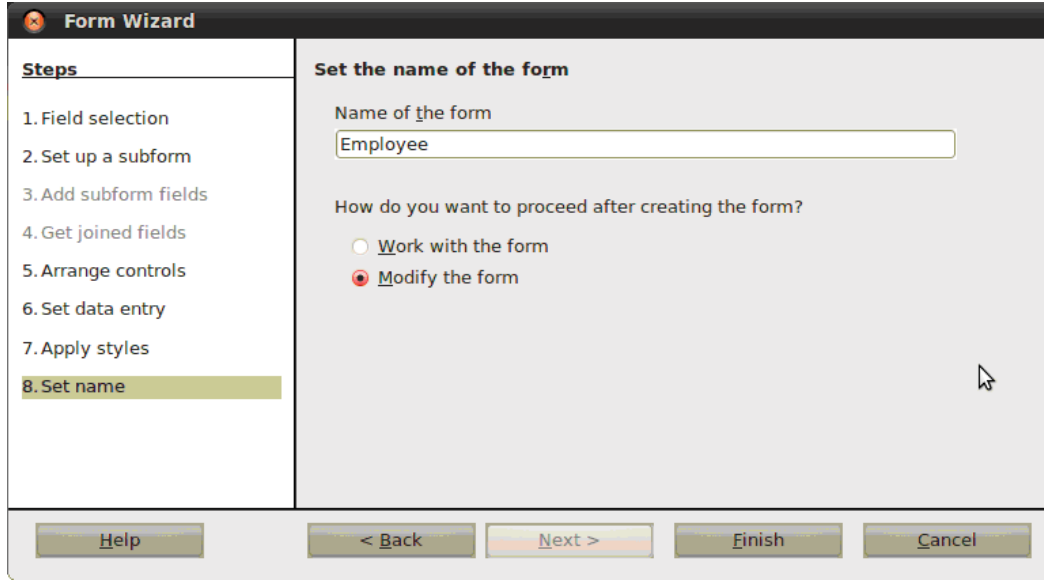 Form Wizard
Steps
1. Field selection
2. Set up a subform
3. Add subform fields
4. Get joined fields
5. Arrange controls
6. Set data entry
7. Apply styles
8. Set name
Set the name of the form
Name of the form
Employee
How do you want to proceed after creating the form?
Work with the form
Modify the form
Help
< Back
Next >
Finish
Cancel